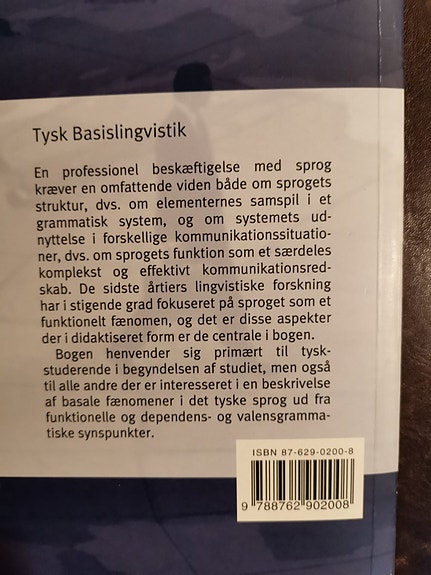 Tysk Basislingvistik
En professionel beskæftigelse med sprog
kræver en omfattende viden både om sprogets
struktur, dvs. om elementernes samspil i et
grammatisk system, og om systemets ud-
nyttelse i forskellige kommunikationssituatio-
ner, dvs. om sprogets funktion som et særdeles
komplekst og effektivt kommunikationsred-
skab. De sidste årtiers lingvistiske forskning
har i stigende grad fokuseret på sproget som et
funktionelt fænomen, og det er disse aspekter
der i didaktiseret form er de centrale i bogen.
Bogen henvender sig primært til tysk-
studerende i begyndelsen af studiet, men også
til alle andre der er interesseret i en beskrivelse
af basale fænomener i det tyske sprog ud fra
funktionelle og dependens- og valensgramma-
tiske synspunkter.
ISBN 87-629-0200-8
9 788762 902008